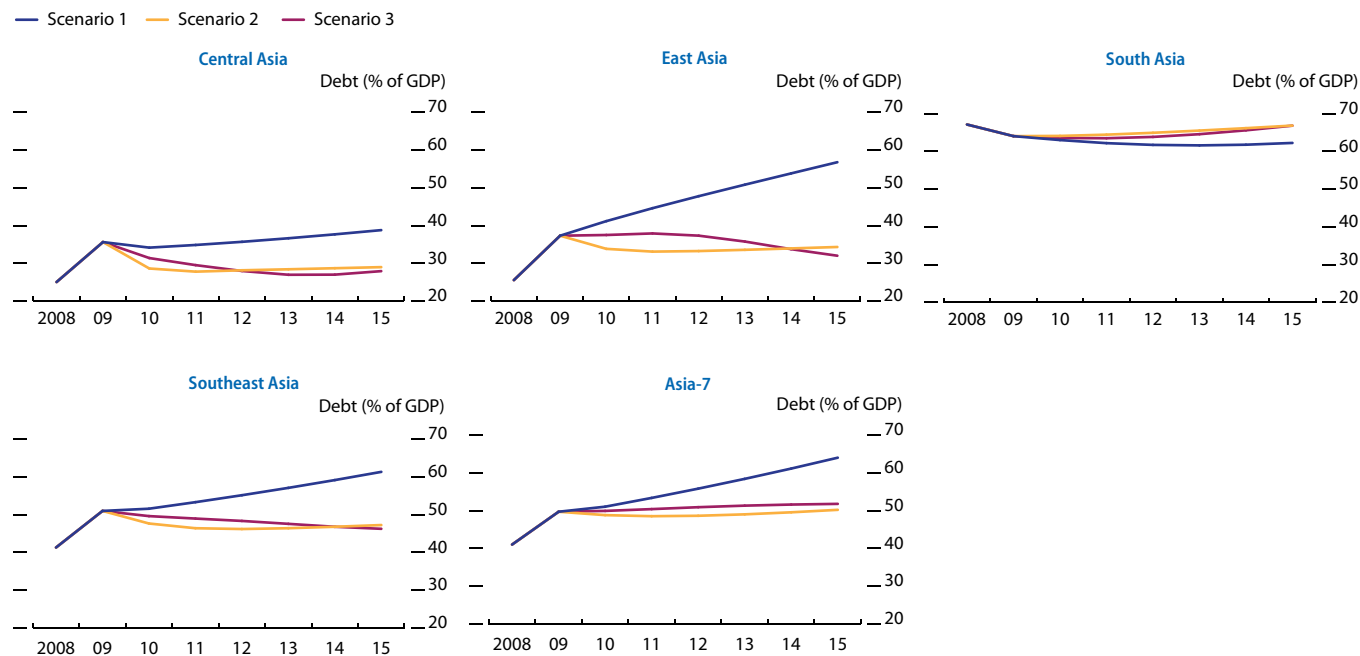 Scenario 1 Scenario 2 Scenario 3
Central Asia
Debt (% of GDP)
70
60
50
40
30
20
2008 09 10 11 12 13 14 15
East Asia
Debt (% of GDP)
70
60
50
40
30
20
2008 09 10 11 12 13 14 15
South Asia
Debt (% of GDP)
70
60
50
40
30
20
2008 09 10 11 12 13 14 15
Southeast Asia
Debt (% of GDP)
70
60
50
40
30
20
2008 09 10 11 12 13 14 15
Asia-7
Debt (% of GDP)
70
60
50
40
30
20
2008 09 10 11 12 13 14 15